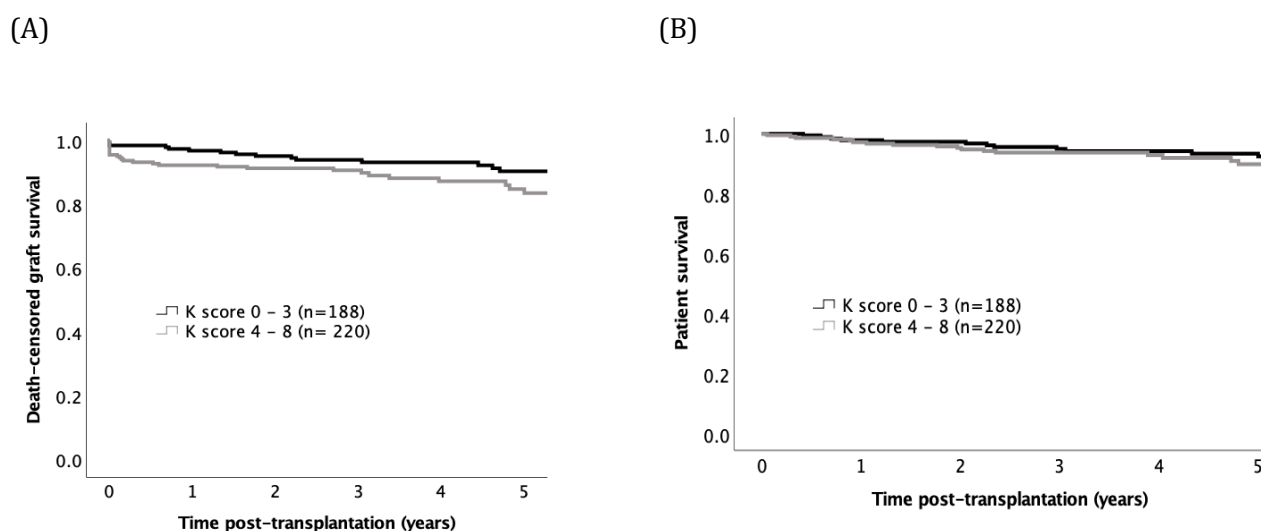 (A)
Death-censored graft survival
1.0
0.8
0.6
0.4
0.2
0.0
K score 0 – 3 (n=188)
K score 4 – 8 (n= 220)
0 1 2 3 4 5
Time post-transplantation (years)
(B)
Patient survival
1.0
0.8
0.6
0.4
0.2
0.0
K score 0 – 3 (n=188)
K score 4 – 8 (n=220)
0 1 2 3 4 5
Time post-transplantation (years)